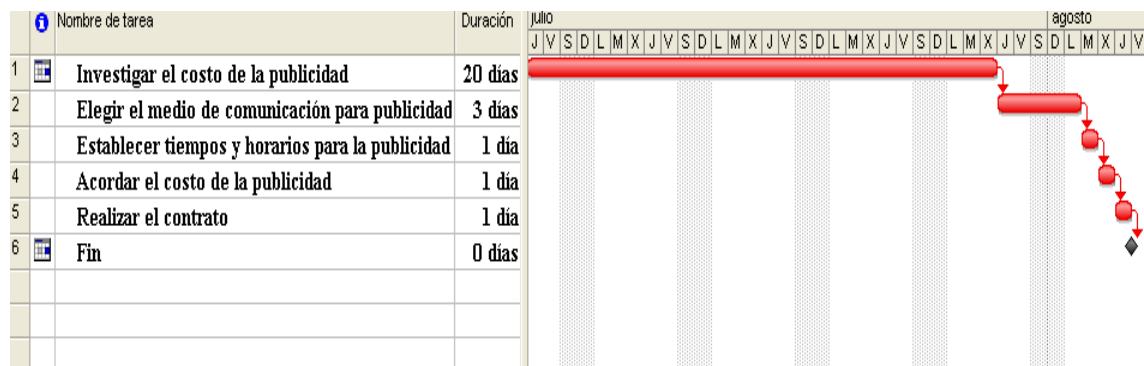 Nombre de tarea Duración julio agosto
J V S D L M X J V S D L M X J V S D L M X J V S D L M X J V S D L M X J V
1 Investigar el costo de la publicidad 20 días
2 Elegir el medio de comunicación para publicidad 3 días
3 Establecer tiempos y horarios para la publicidad 1 día
4 Acordar el costo de la publicidad 1 día
5 Realizar el contrato 1 día
6 Fin 0 días